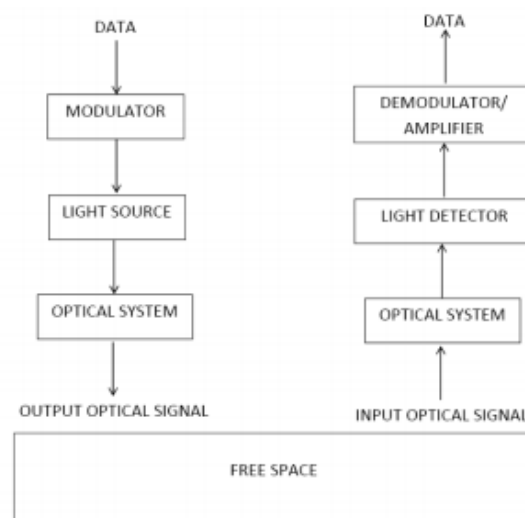 DATA
MODULATOR
LIGHT SOURCE
OPTICAL SYSTEM
OUTPUT OPTICAL SIGNAL
DATA
DEMODULATOR/
AMPLIFIER
LIGHT DETECTOR
OPTICAL SYSTEM
INPUT OPTICAL SIGNAL
FREE SPACE